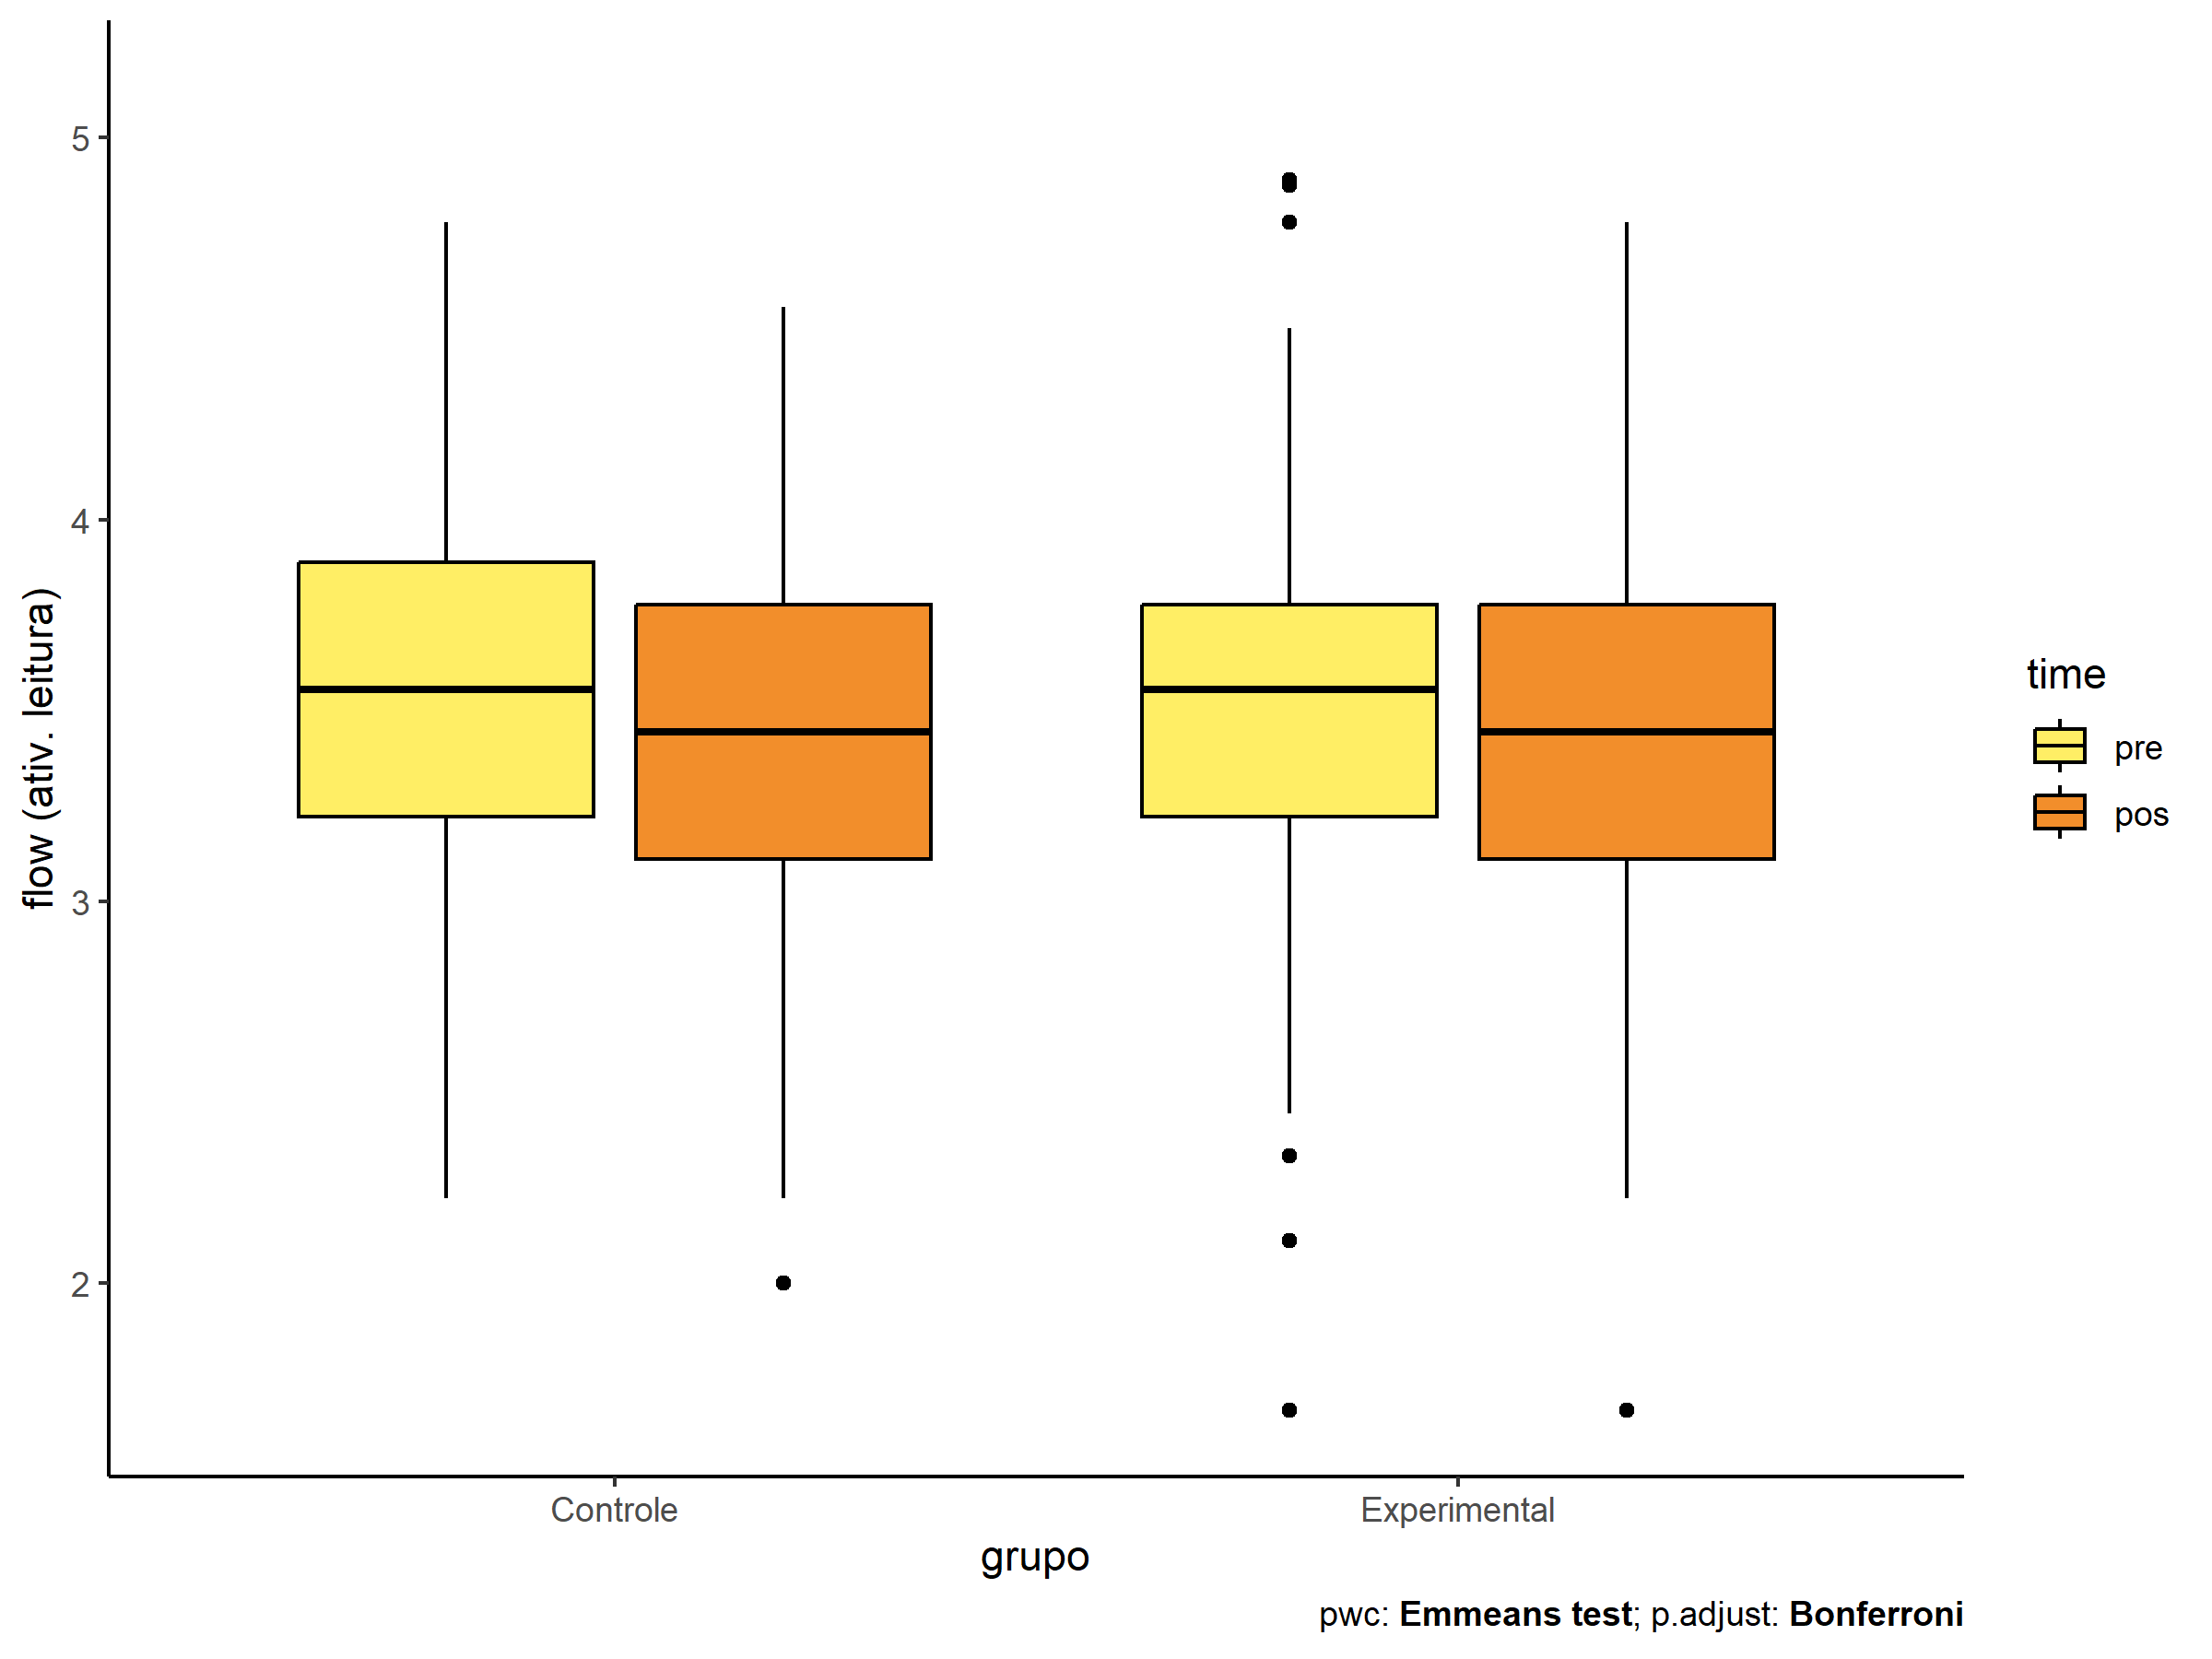 flow (ativ. leitura)
5
4
3
2
Controle
Experimental
grupo
time
pre
pos
pwc: Emmeans test; p.adjust: Bonferroni